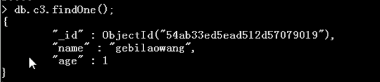 > db.c3.findOne();
{
"_id" : ObjectId("54ab33ed5ead512d57079019"),
"name" : "gebilaowang",
"age" : 1
}